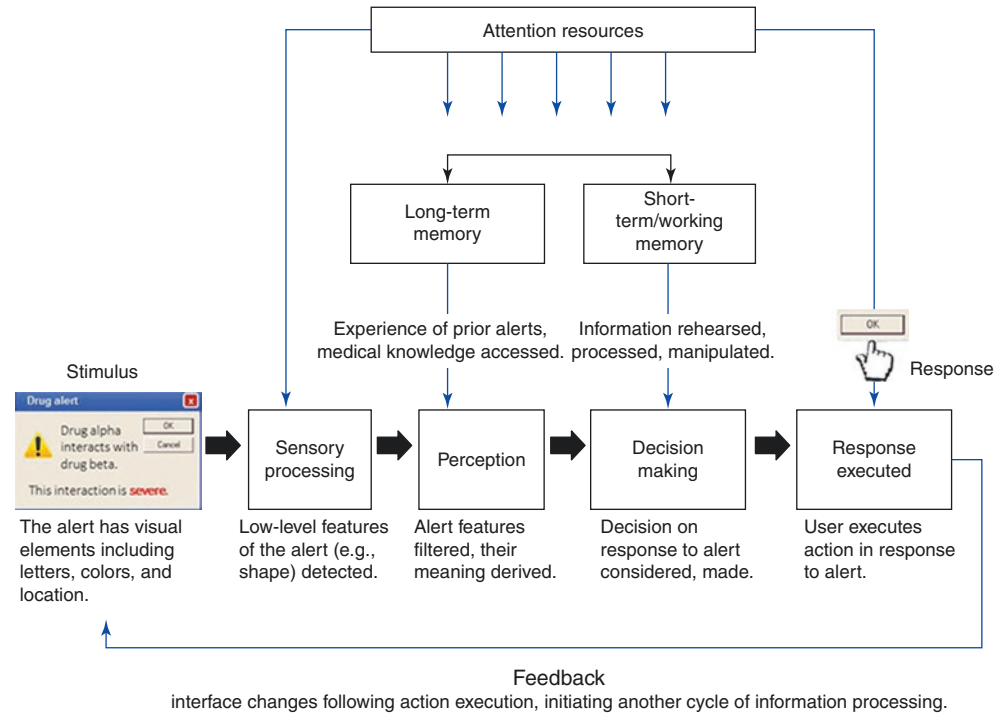 Attention resources
Long-term
memory
Short-
term/working
memory
Experience of prior alerts,
medical knowledge accessed.
Information rehearsed,
processed, manipulated.
OK
Response
Stimulus
Drug alert
Drug alpha
interacts with
drug beta.
OK
Cancel
This interaction is severe.
Sensory
processing
Perception
Decision
making
Response
executed
The alert has visual
elements including
letters, colors, and
location.
Low-level features
of the alert (e.g.,
shape) detected.
Alert features
filtered, their
meaning derived.
Decision on
response to alert
considered, made.
User executes
action in response
to alert.
Feedback
interface changes following action execution, initiating another cycle of information processing.